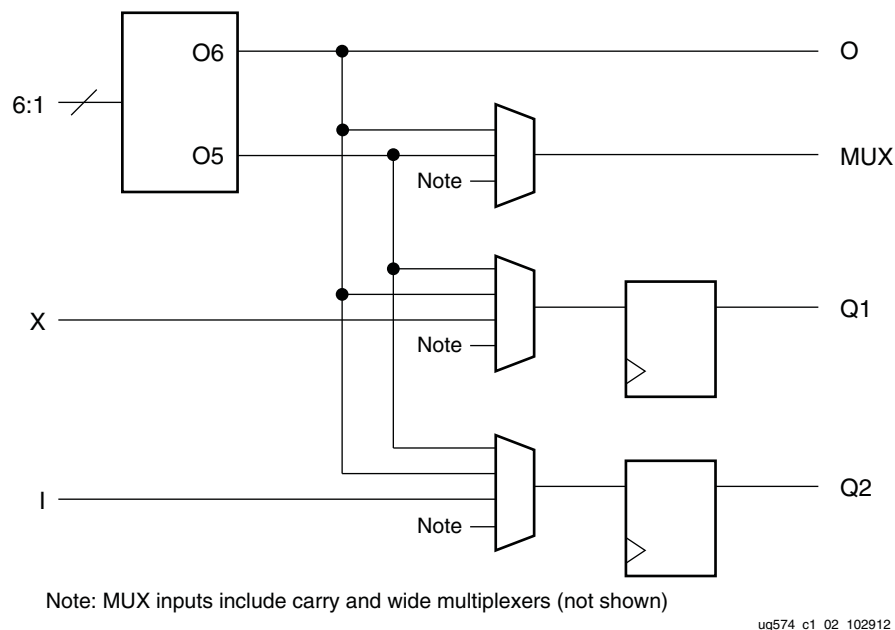 O6
O
6:1
O5
MUX
Note
X
Q1
Note
I
Q2
Note
Note: MUX inputs include carry and wide multiplexers (not shown)
ug574_c1_02_102912